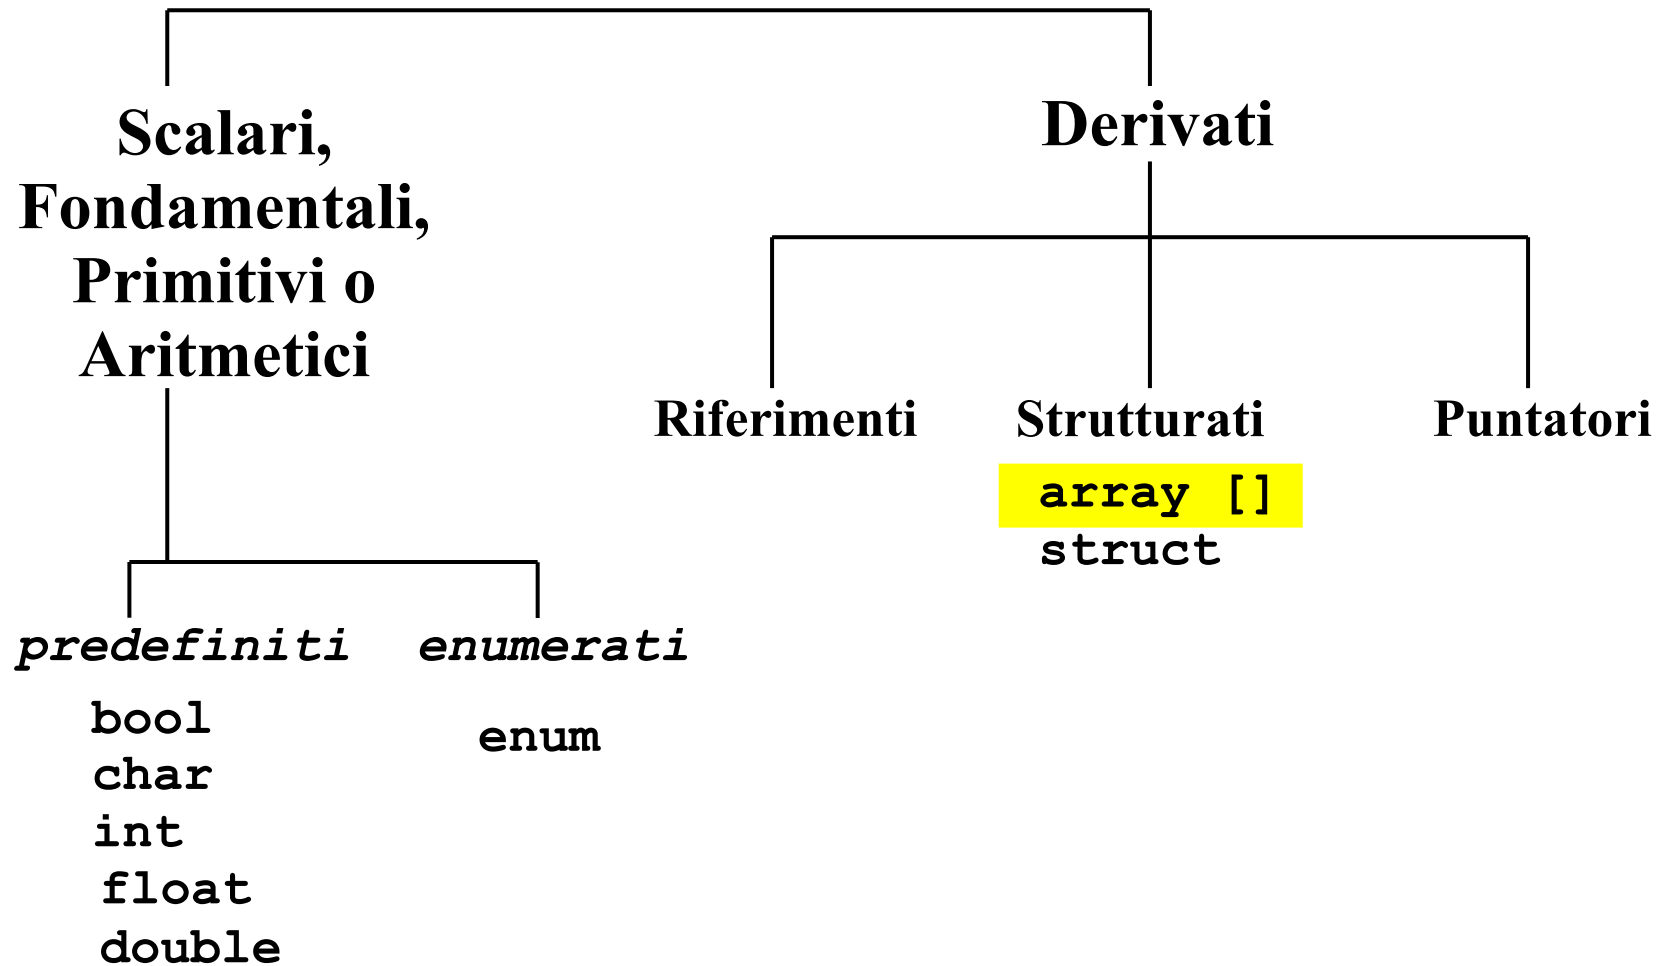 Scalari,
Fondamentali,
Primitivi o
Aritmetici
Derivati
Riferimenti
Strutturati
Puntatori
array []
struct
predefiniti
enumerati
bool
char
int
float
double
enum